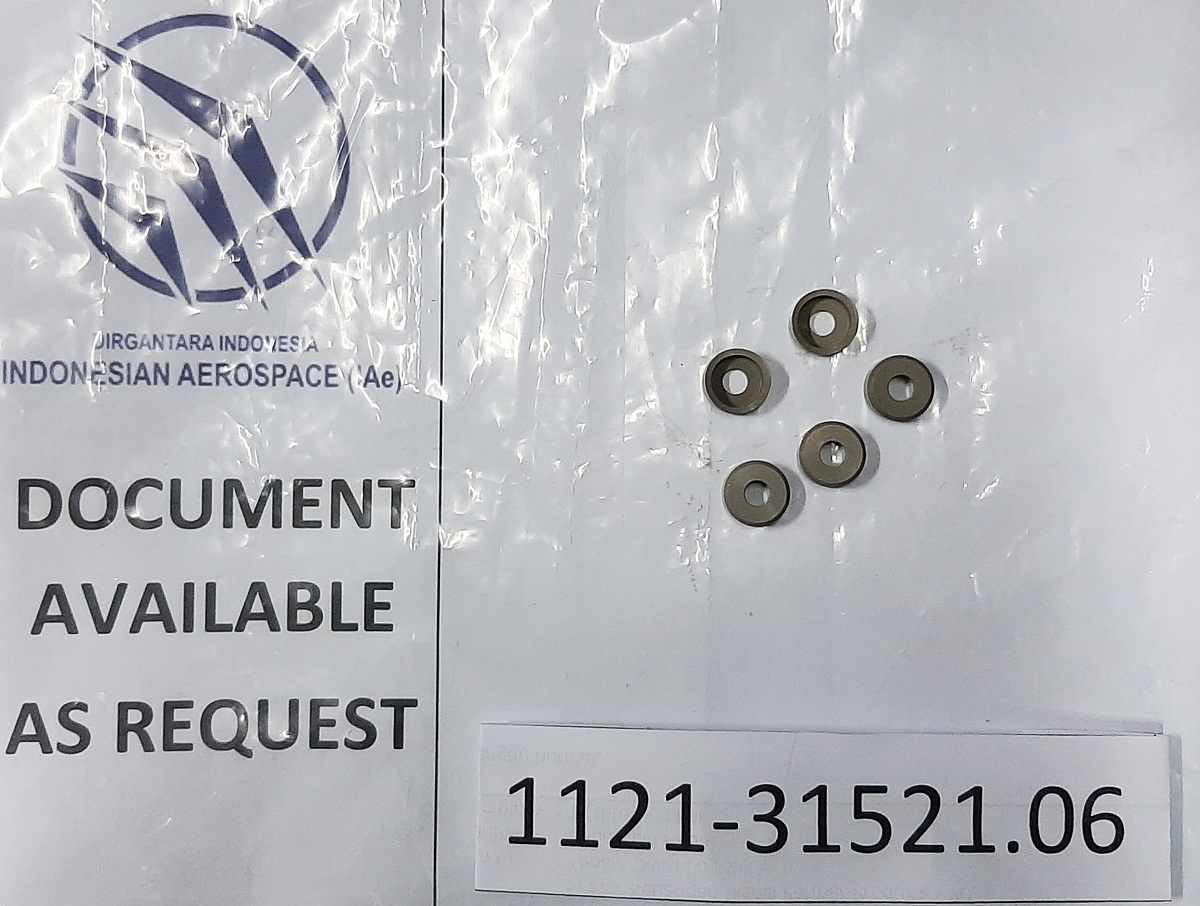 DIRGANTARA INDONESIA
INDONESIAN AEROSPACE (IAe)
DOCUMENT
AVAILABLE
AS REQUEST
1121-31521.06